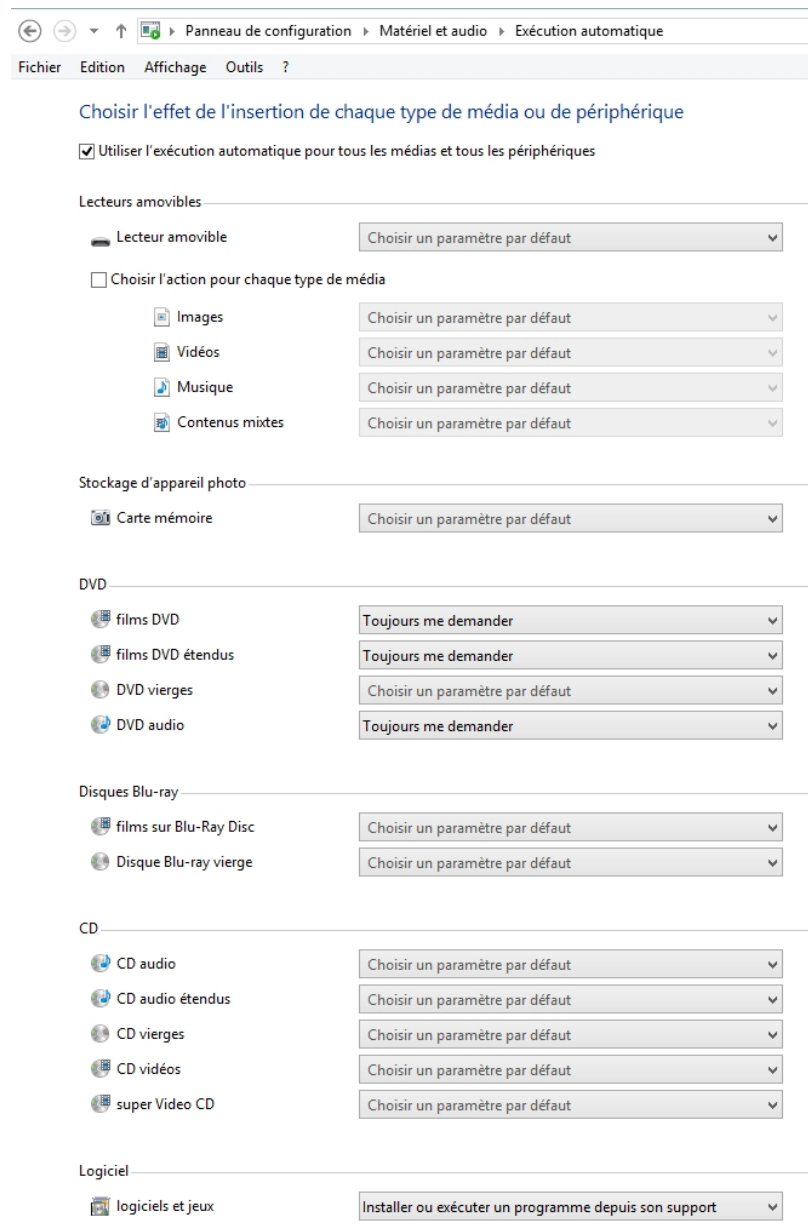 Panneau de configuration Matériel et audio Exécution automatique
Fichier Edition Affichage Outils ?
Choisir l'effet de l'insertion de chaque type de média ou de périphérique
Utiliser l'exécution automatique pour tous les médias et tous les périphériques
Lecteurs amovibles
Lecteur amovible Choisir un paramètre par défaut
Choisir l'action pour chaque type de média
Images Choisir un paramètre par défaut
Vidéos Choisir un paramètre par défaut
Musique Choisir un paramètre par défaut
Contenus mixtes Choisir un paramètre par défaut
Stockage d'appareil photo
Carte mémoire Choisir un paramètre par défaut
DVD
films DVD Toujours me demander
films DVD étendus Toujours me demander
DVD vierges Choisir un paramètre par défaut
DVD audio Toujours me demander
Disques Blu-ray
films sur Blu-Ray Disc Choisir un paramètre par défaut
Disque Blu-ray vierge Choisir un paramètre par défaut
CD
CD audio Choisir un paramètre par défaut
CD audio étendus Choisir un paramètre par défaut
CD vierges Choisir un paramètre par défaut
CD vidéos Choisir un paramètre par défaut
super Video CD Choisir un paramètre par défaut
Logiciel
logiciels et jeux Installer ou exécuter un programme depuis son support